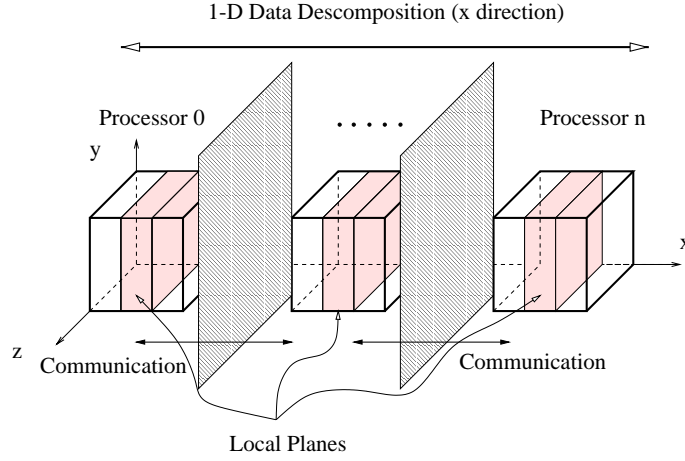 1-D Data Descomposition (x direction)
Processor 0
. . . . .
Processor n
y
x
z
Communication
Communication
Local Planes